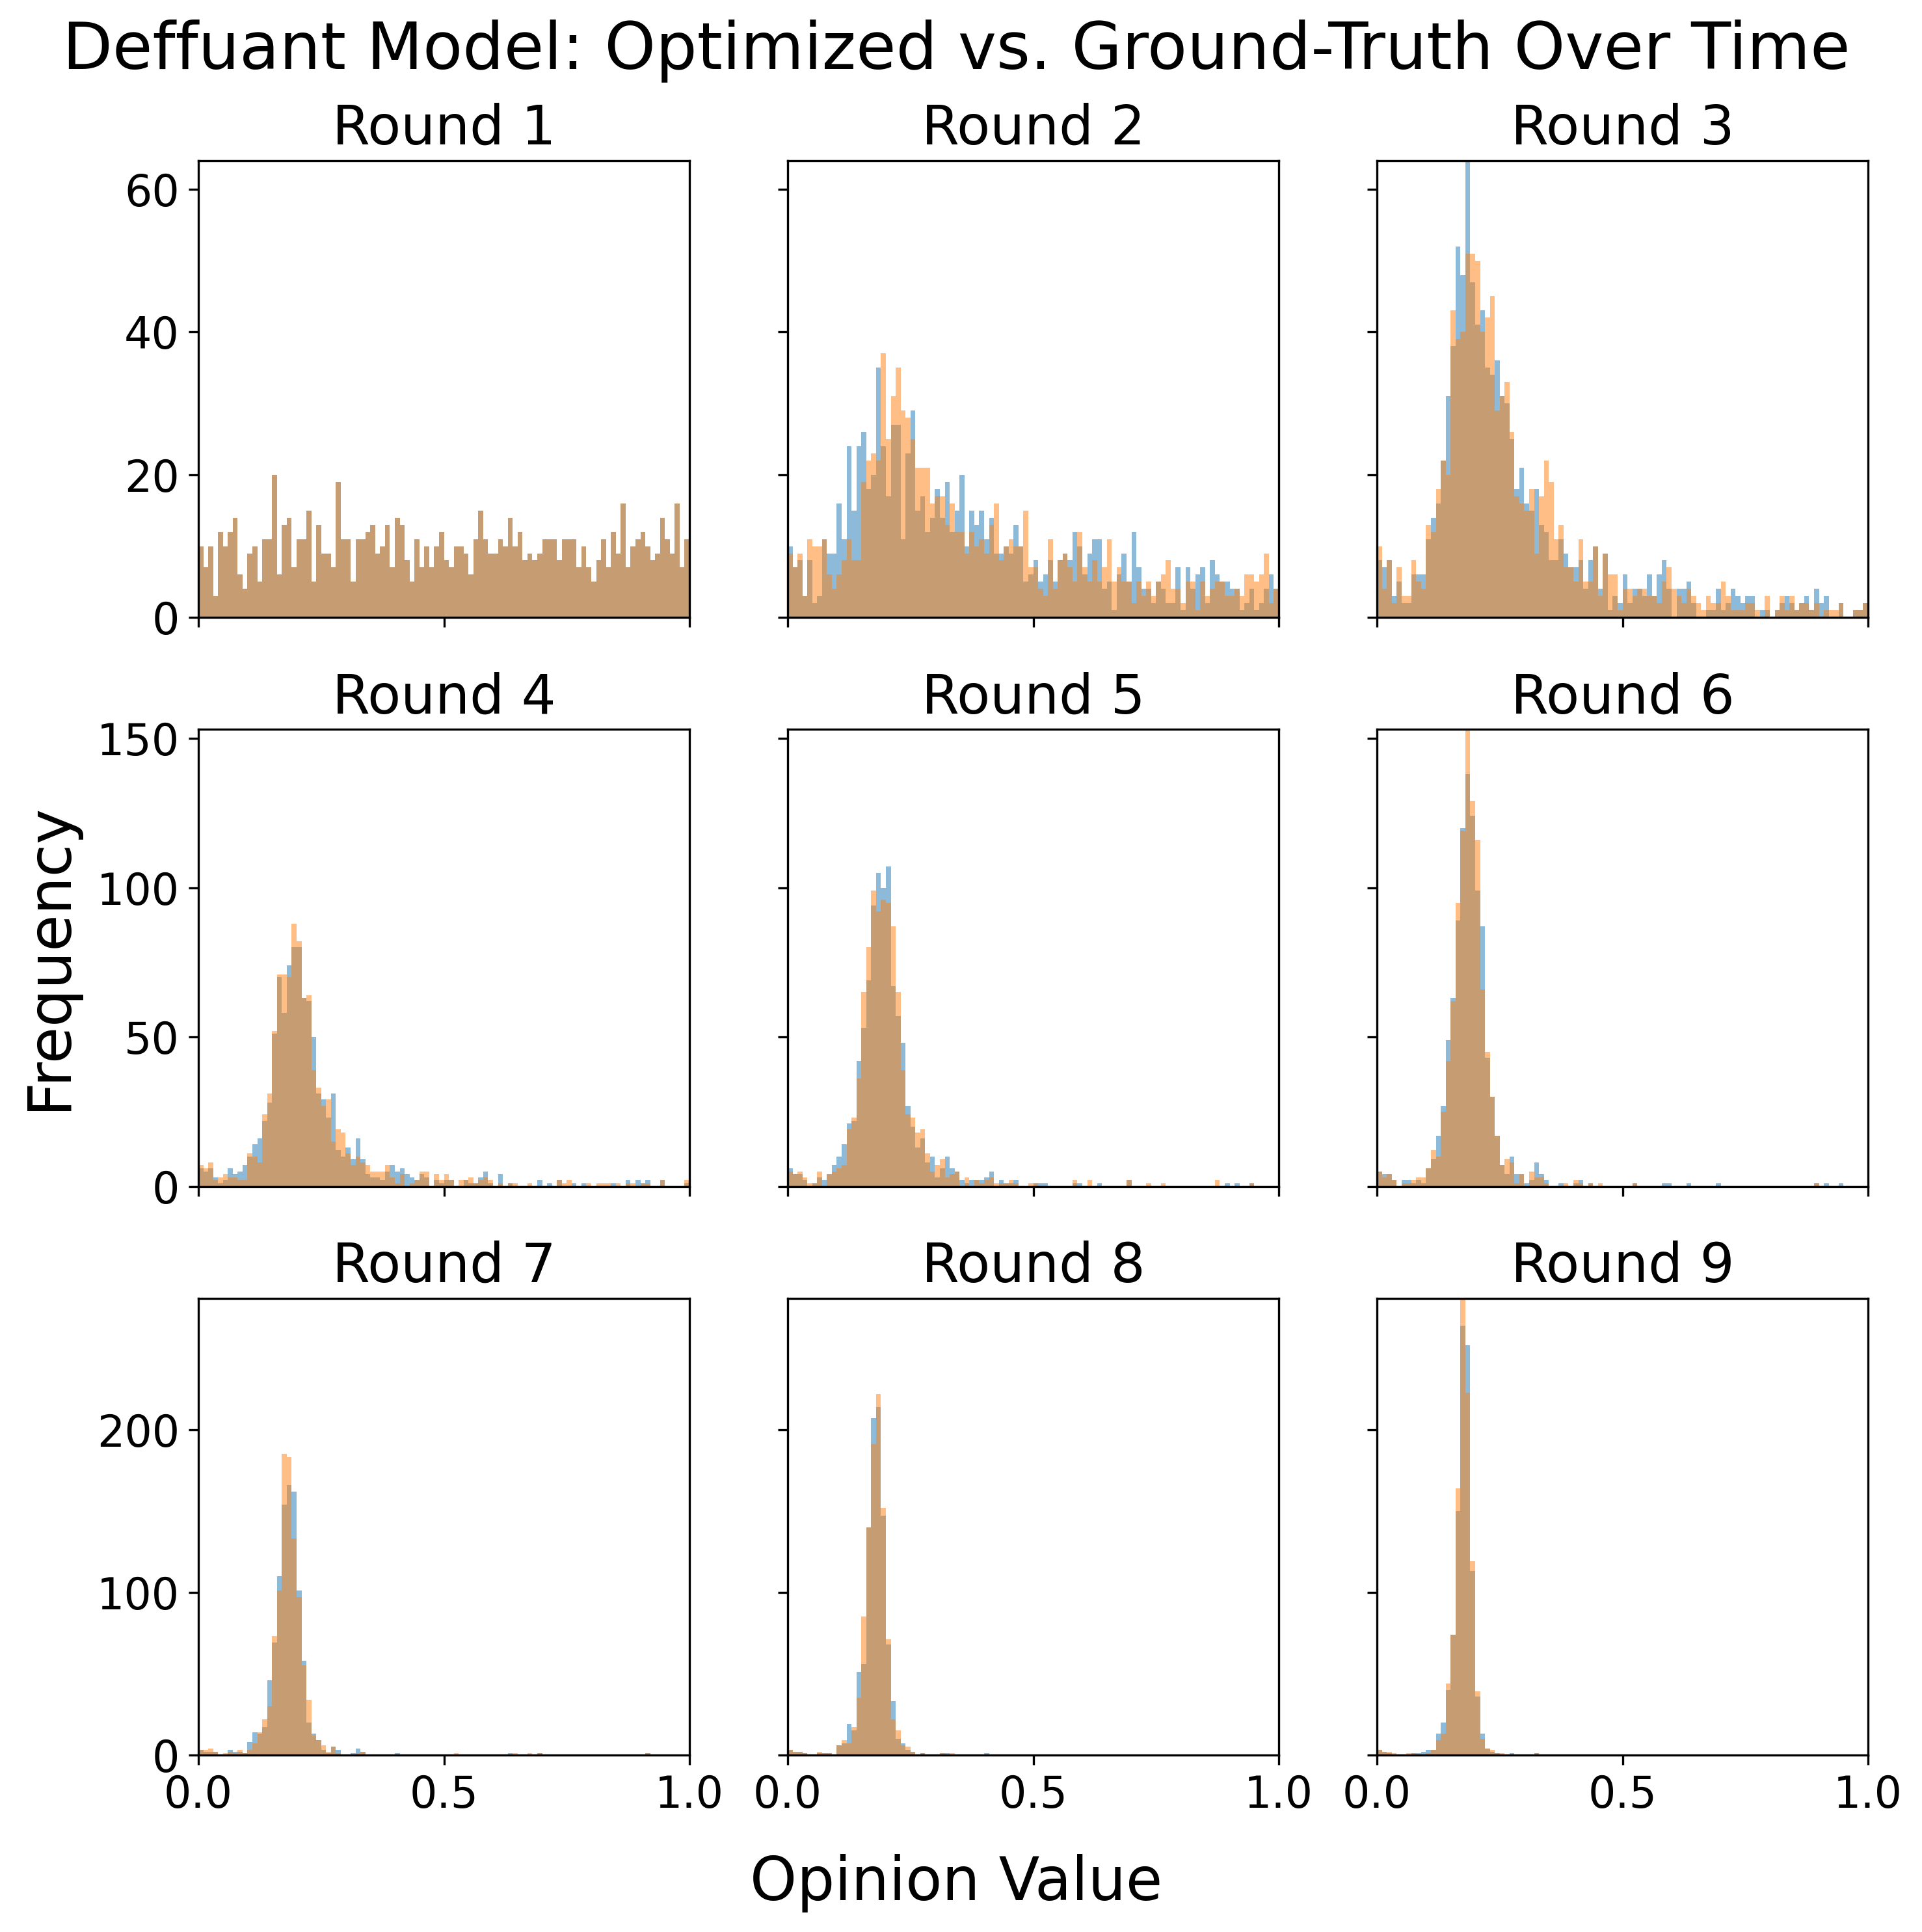 Deffuant Model: Optimized vs. Ground-Truth Over Time
Round 1
Round 2
Round 3
60
40
20
0
Round 4
Round 5
Round 6
150
100
50
0
Frequency
Round 7
Round 8
Round 9
200
100
0
0.0 0.5 1.0
0.0 0.5 1.0
0.0 0.5 1.0
Opinion Value